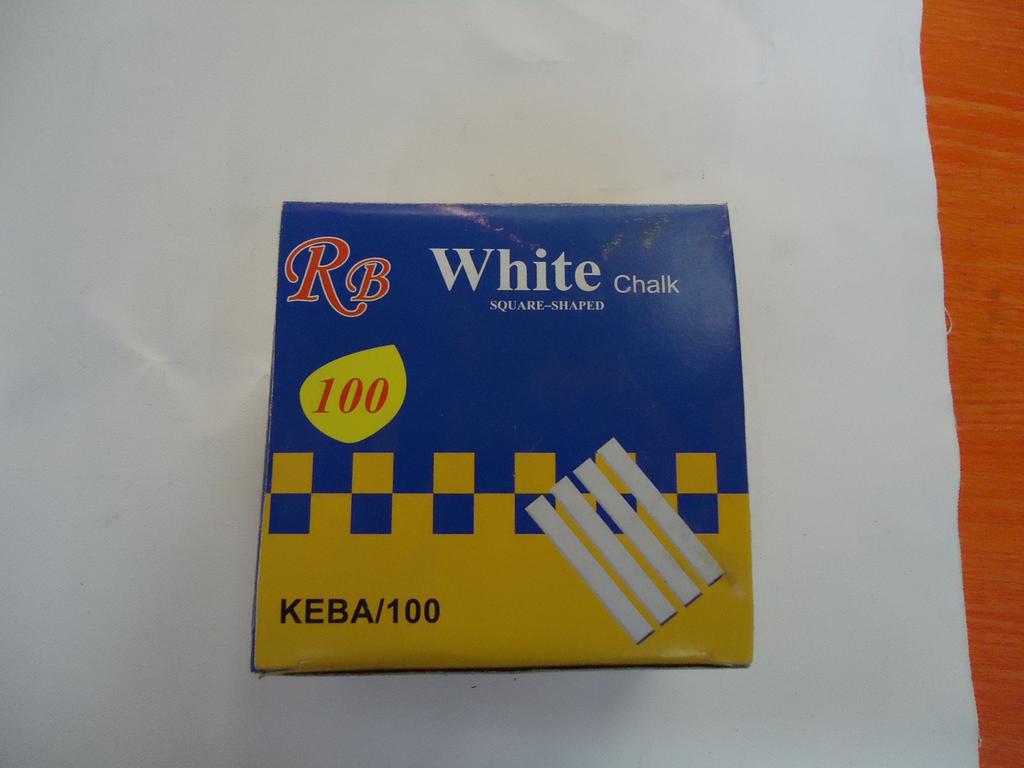 RB
White Chalk
SQUARE-SHAPED
100
KEBA/100